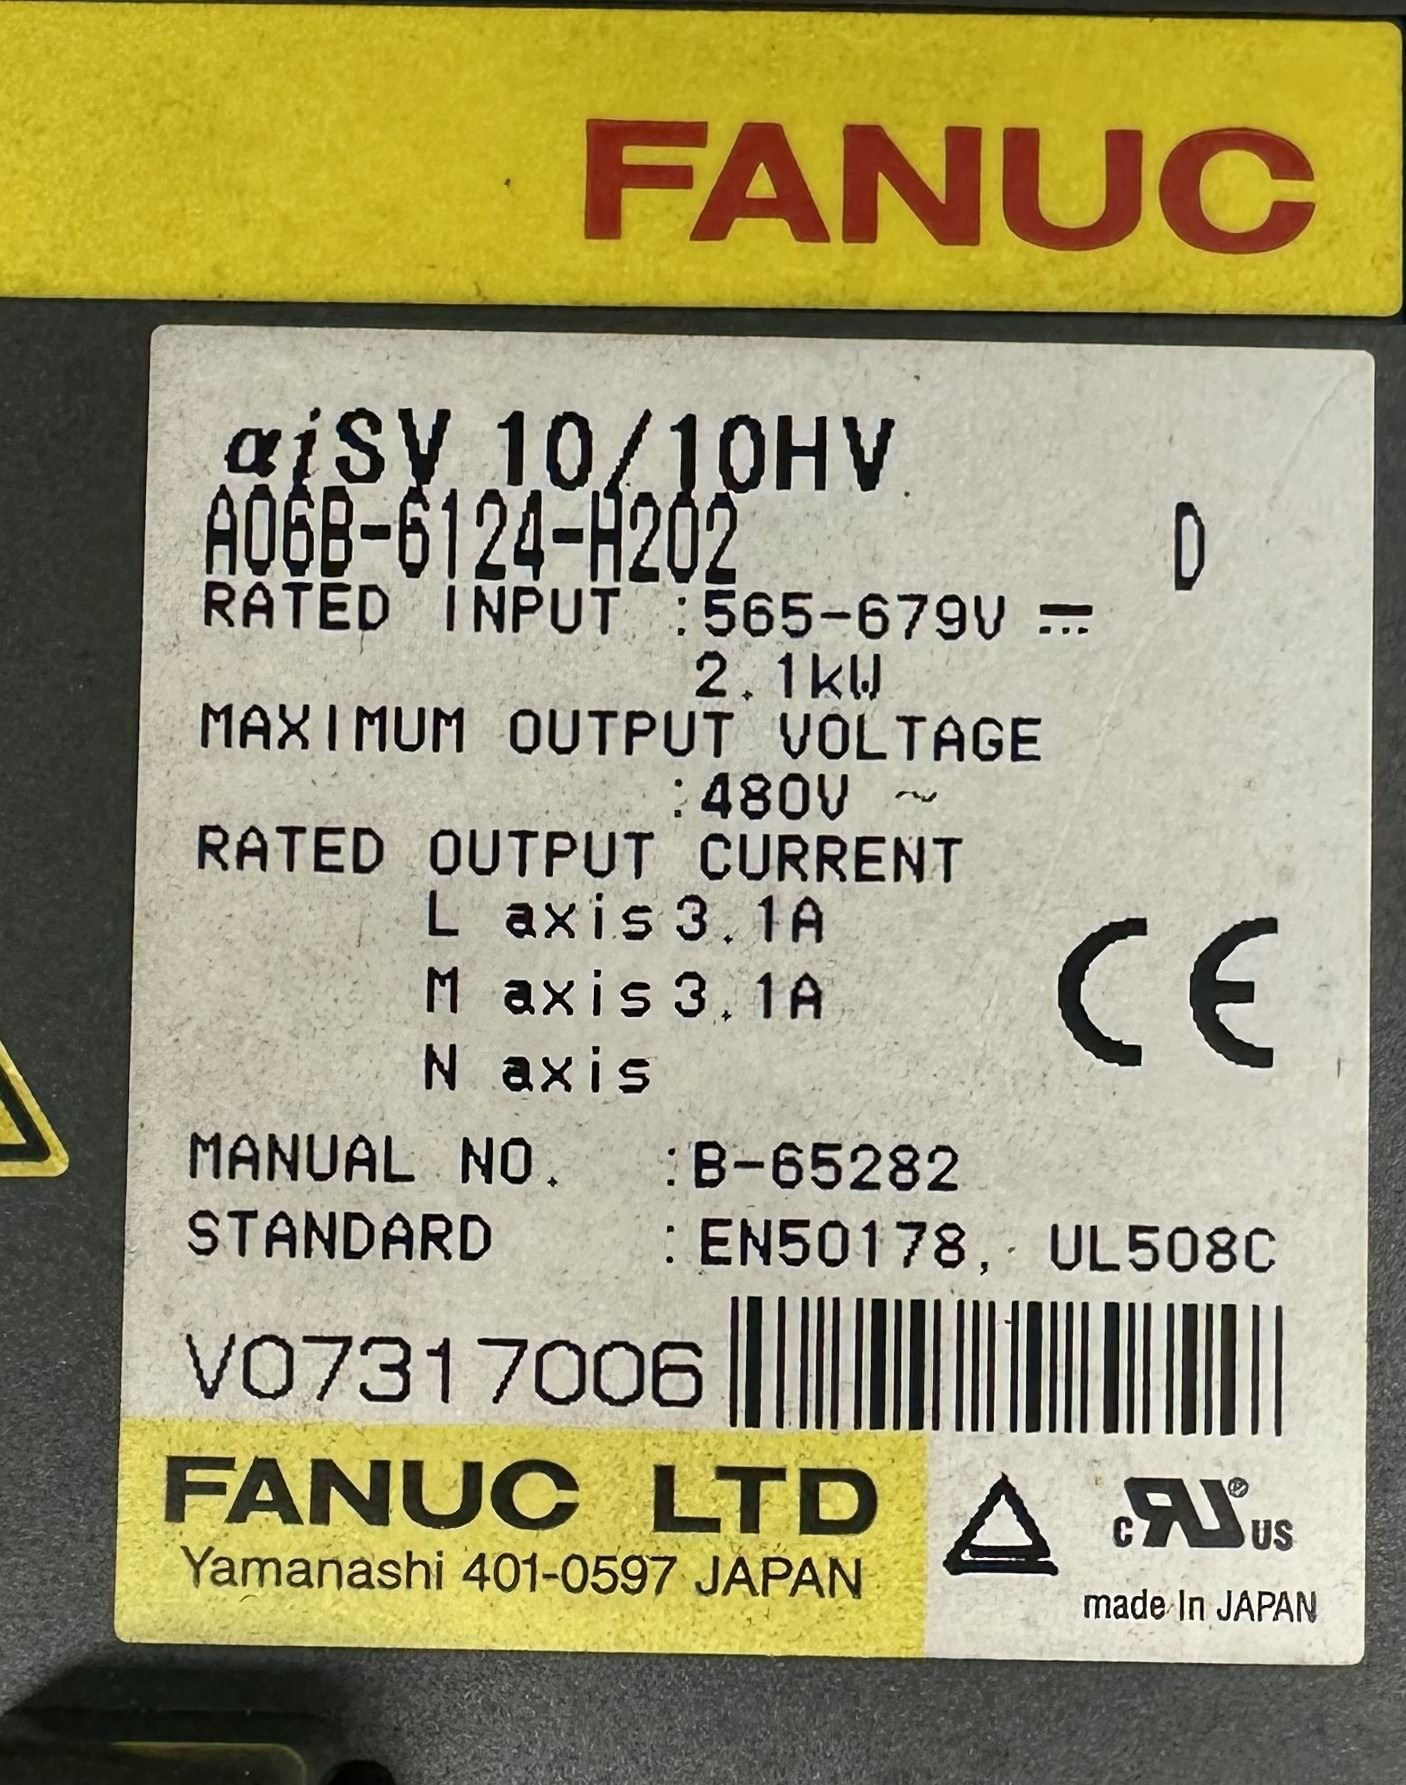 FANUC
αiSV 10/10HV
A06B-6124-H202 D
RATED INPUT :565-679V ⎓
2.1kW
MAXIMUM OUTPUT VOLTAGE
:480V ~
RATED OUTPUT CURRENT
L axis 3.1A
M axis 3.1A
N axis
MANUAL NO. :B-65282
STANDARD :EN50178, UL508C
V07317006
CE
FANUC LTD
Yamanashi 401-0597 JAPAN
c RU ® US
made In JAPAN